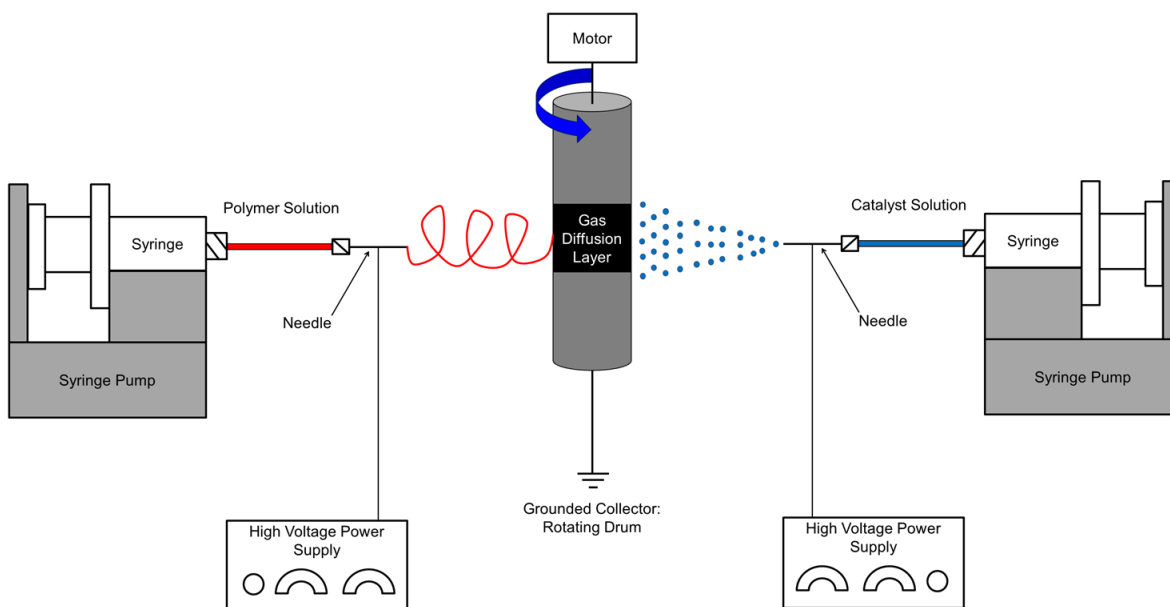 Motor
Polymer Solution
Catalyst Solution
Gas
Diffusion
Layer
Syringe
Syringe
Needle
Needle
Syringe Pump
Syringe Pump
Grounded Collector:
Rotating Drum
High Voltage Power
Supply
High Voltage Power
Supply